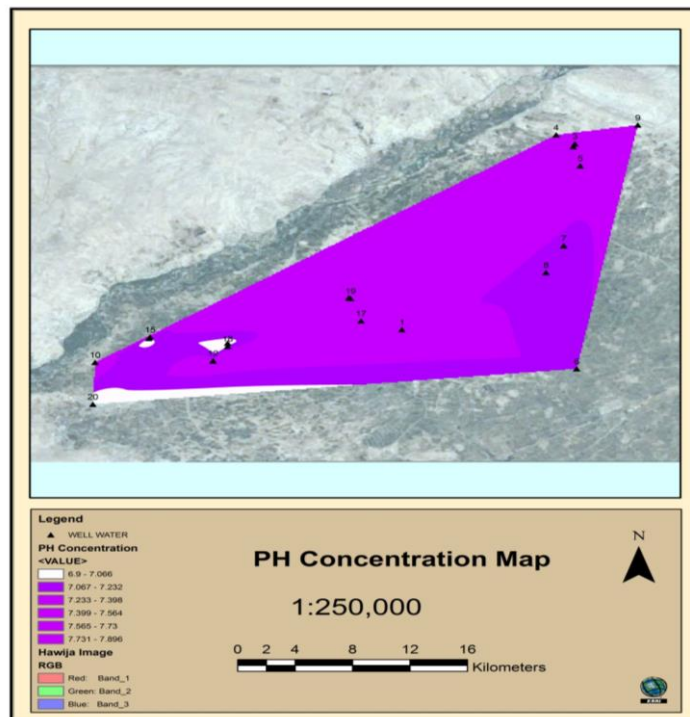 9
4
5
7
8
19
17
1
15
10
20
Legend
WELL WATER
PH Concentration
<VALUE>
6.9 - 7.066
7.067 - 7.232
7.233 - 7.398
7.399 - 7.564
7.565 - 7.73
7.731 - 7.896
Hawija Image
RGB
Red: Band_1
Green: Band_2
Blue: Band_3
PH Concentration Map
1:250,000
0 2 4 8 12 16
Kilometers
N